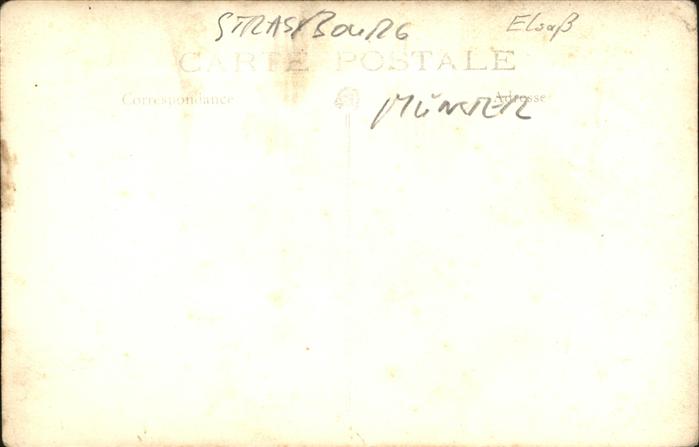 STRASBOURG Elsaß
CARTE POSTALE
Correspondance Adresse
MÜNSTER